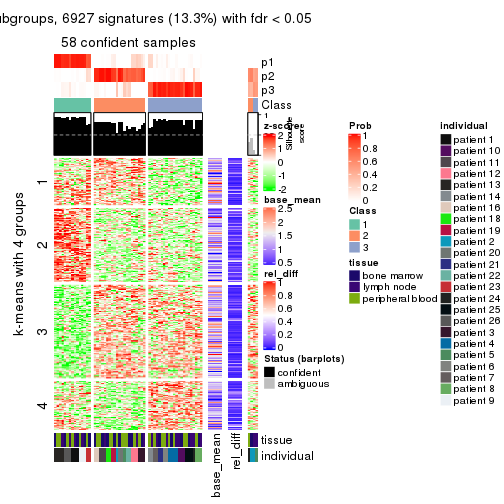 ubgroups, 6927 signatures (13.3%) with fdr < 0.05
58 confident samples
p1
p2
p3
Class
1
Silhouette
score
k-means with 4 groups
1
2
3
4
base_mean
rel_diff
tissue
individual
z-score
2
1
0
-1
-2
base_mean
2.5
2
1.5
1
0.5
rel_diff
1
0.8
0.6
0.4
0.2
0
Status (barplots)
confident
ambiguous
Prob
1
0.8
0.6
0.4
0.2
0
Class
1
2
3
tissue
bone marrow
lymph node
peripheral blood
individual
patient 1
patient 10
patient 11
patient 12
patient 13
patient 14
patient 16
patient 18
patient 19
patient 2
patient 20
patient 21
patient 22
patient 23
patient 24
patient 25
patient 26
patient 3
patient 4
patient 5
patient 6
patient 7
patient 8
patient 9